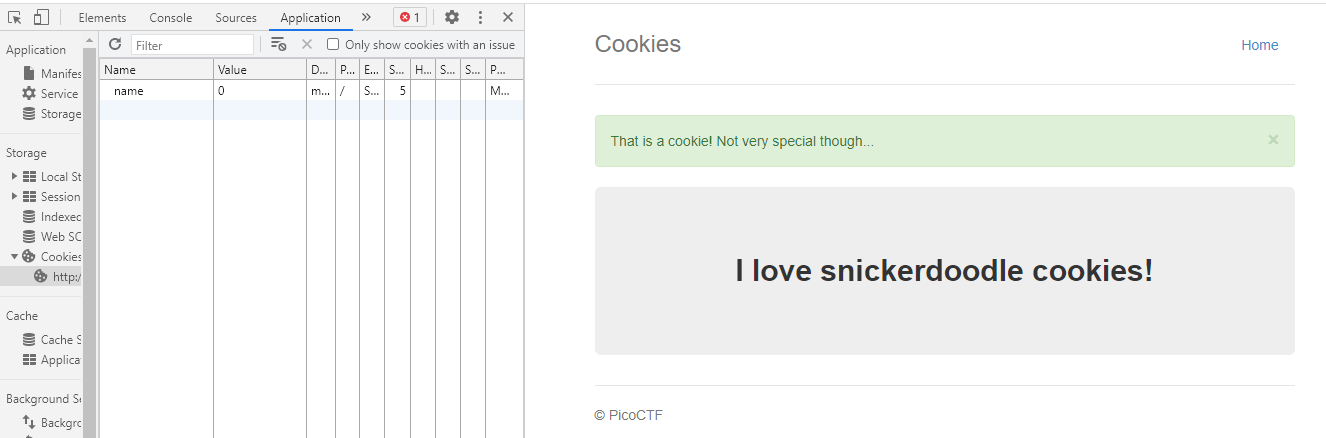 Elements Console Sources Application 1
Application
Manifes
Service
Storage
Storage
Local St
Session
Indexed
Web SC
Cookies
http:/
Cache
Cache S
Applica
Background Se
Backgrc
Filter Only show cookies with an issue
Name Value D... P... E... S... H... S... S... P...
name 0 m... / S... 5 M...
Cookies Home
That is a cookie! Not very special though... ×
I love snickerdoodle cookies!
© PicoCTF